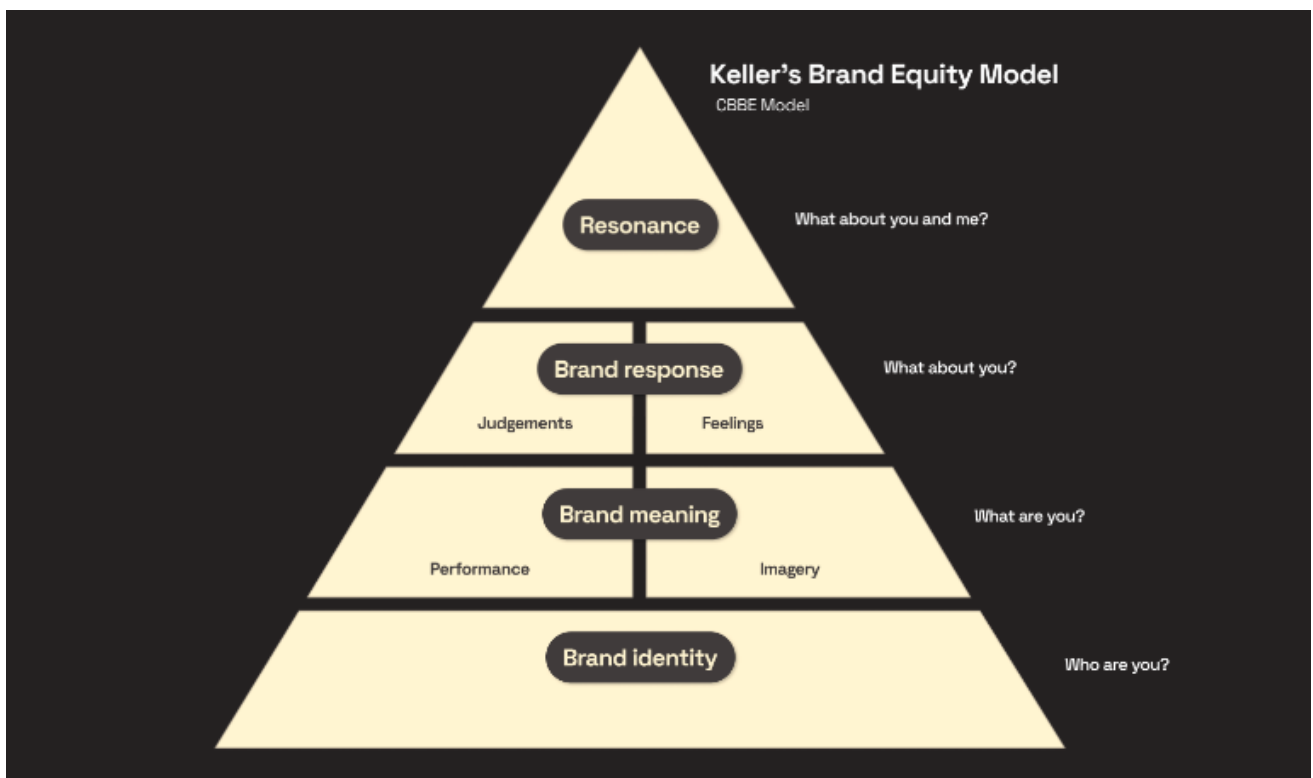 Keller's Brand Equity Model
CBBE Model
Resonance
What about you and me?
Brand response
What about you?
Judgements
Feelings
Brand meaning
What are you?
Performance
Imagery
Brand identity
Who are you?